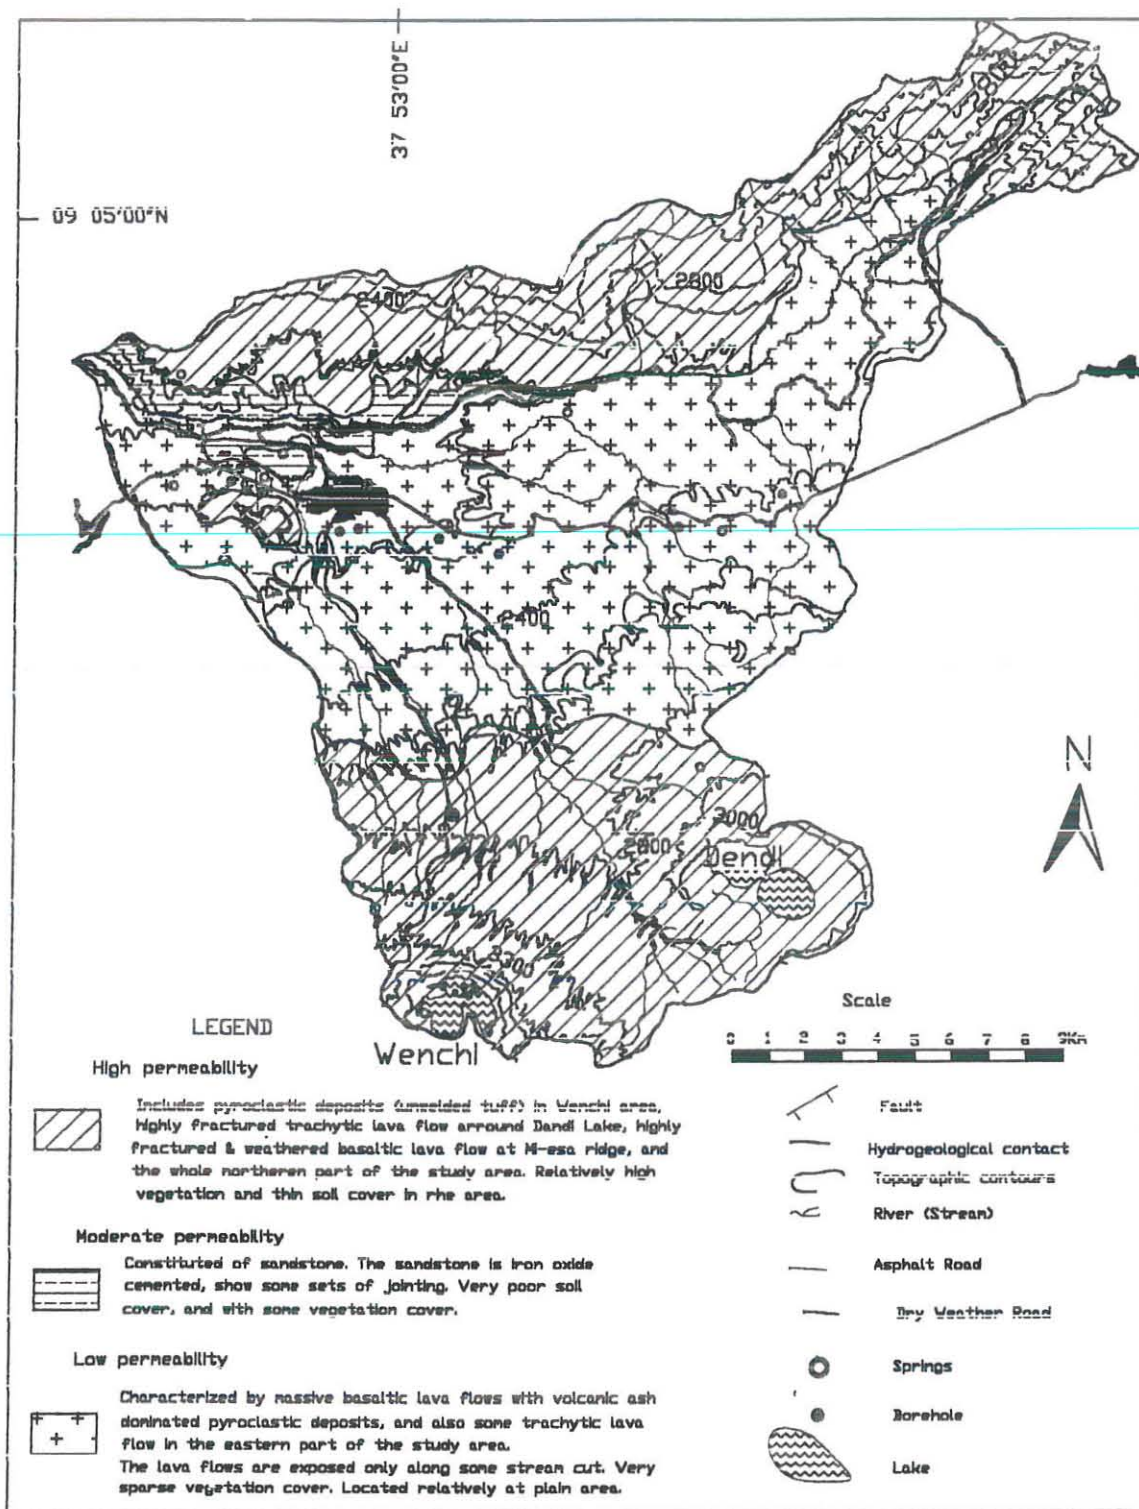 37 53'00"E
2800
09 05'00"N
2800
2400
2400
3000
2800
Dendi
3300
Wenchi
N
Scale
0 1 2 3 4 5 6 7 8 9Km
LEGEND
High permeability
Includes pyroclastic deposits (unwelded tuff) in Wenchi area,
highly fractured trachytic lava flow arround Dandi Lake, highly
fractured & weathered basaltic lava flow at M-esa ridge, and
the whole northeren part of the study area. Relatively high
vegetation and thin soil cover in rhe area.
Moderate permeability
Constituted of sandstone. The sandstone is iron oxide
cemented, show some sets of jointing. Very poor soil
cover, and with some vegetation cover.
Low permeability
Characterized by massive basaltic lava flows with volcanic ash
dominated pyroclastic deposits, and also some trachytic lava
flow in the eastern part of the study area.
The lava flows are exposed only along some stream cut. Very
sparse vegetation cover. Located relatively at plain area.
Fault
Hydrogeological contact
Topographic contours
River (Stream)
Asphalt Road
Dry Weather Road
Springs
Borehole
Lake